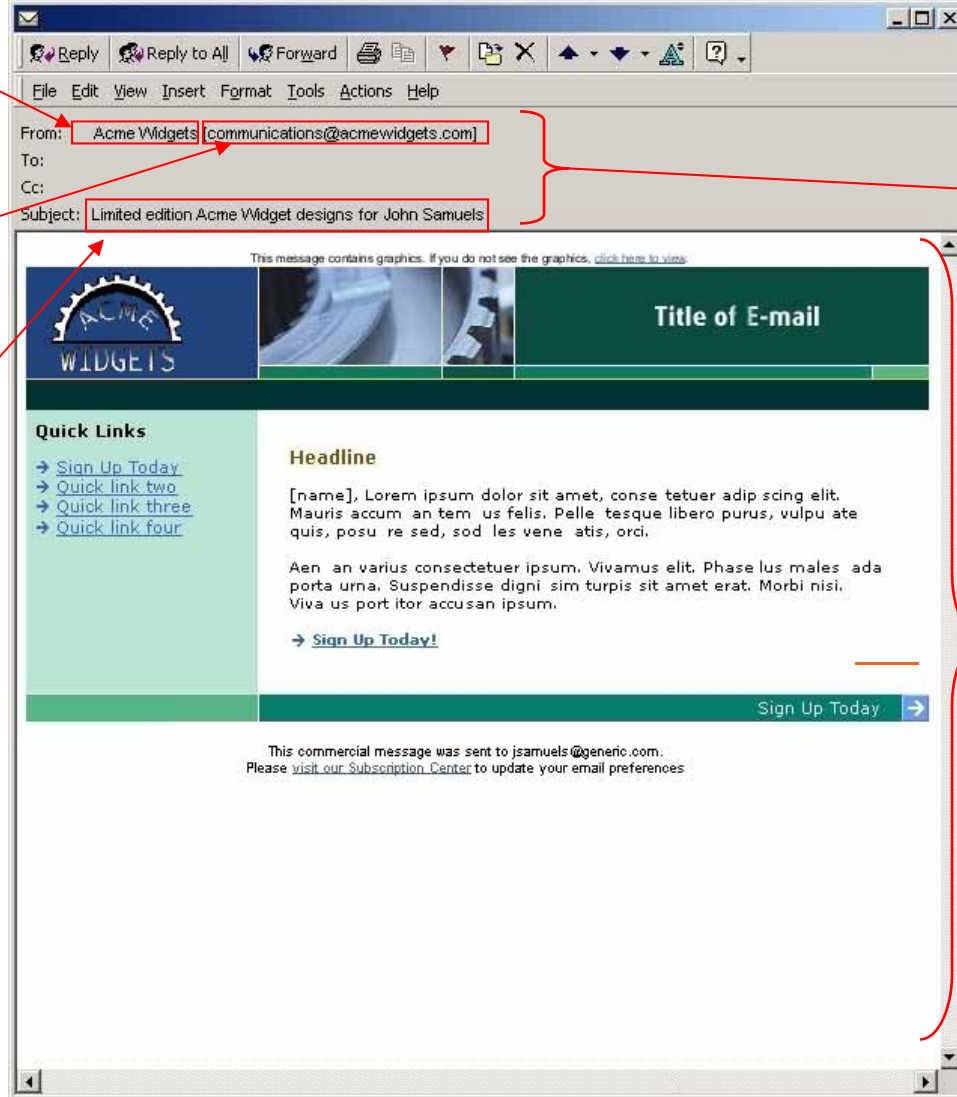 Reply Reply to All Forward
File Edit View Insert Format Tools Actions Help
From: Acme Widgets [communications@acmewidgets.com]
To:
Cc:
Subject: Limited edition Acme Widget designs for John Samuels
This message contains graphics. If you do not see the graphics, click here to view.
ACME
WIDGETS
Title of E-mail
Quick Links
→ Sign Up Today
→ Quick link two
→ Quick link three
→ Quick link four
Headline
[name], Lorem ipsum dolor sit amet, conse tetuer adip scing elit.
Mauris accum an tem us felis. Pelle tesque libero purus, vulpu ate
quis, posu re sed, sod les vene atis, orci.
Aen an varius consectetuer ipsum. Vivamus elit. Phase lus males ada
porta urna. Suspendisse digni sim turpis sit amet erat. Morbi nisi.
Viva us port itor accusan ipsum.
→ Sign Up Today!
Sign Up Today →
This commercial message was sent to jsamuels@generic.com.
Please visit our Subscription Center to update your email preferences